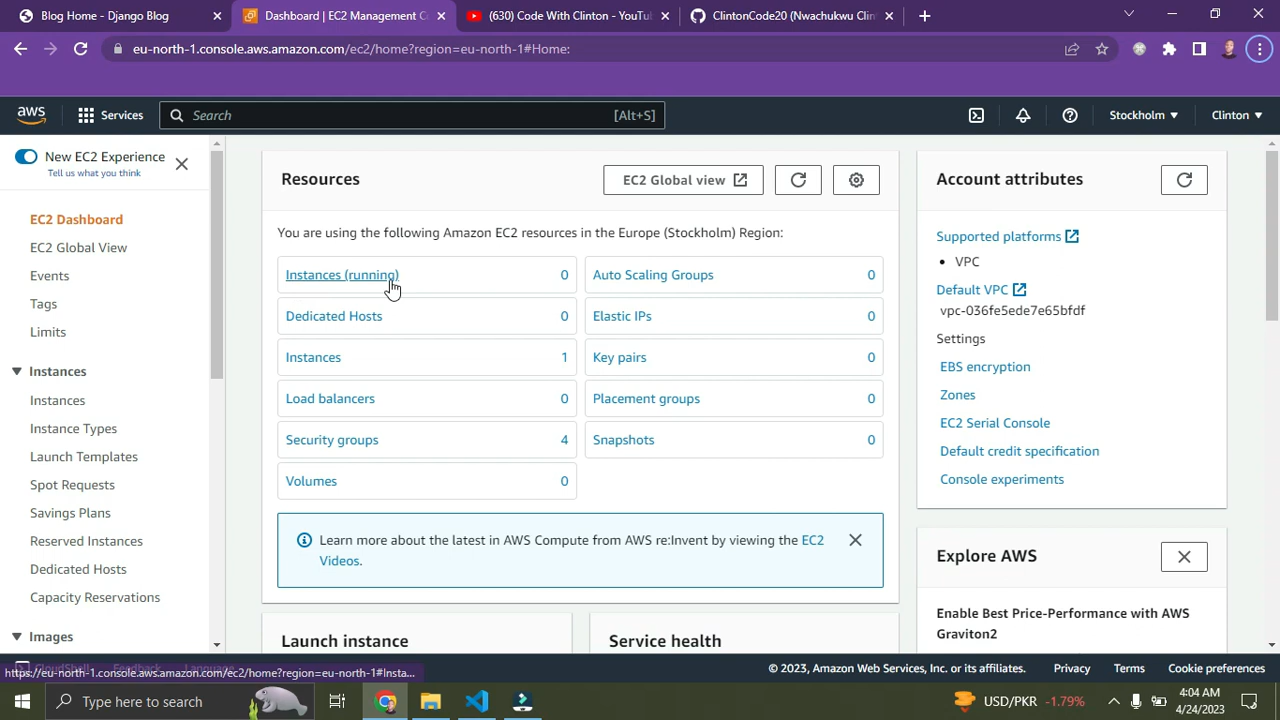 Blog Home - Django Blog
Dashboard | EC2 Management C
(630) Code With Clinton - YouTu
ClintonCode20 (Nwachukwu Clin
eu-north-1.console.aws.amazon.com/ec2/home?region=eu-north-1#Home:
aws
Services
Search
[Alt+S]
Stockholm
Clinton
New EC2 Experience
Tell us what you think
EC2 Dashboard
EC2 Global View
Events
Tags
Limits
Instances
Instances
Instance Types
Launch Templates
Spot Requests
Savings Plans
Reserved Instances
Dedicated Hosts
Capacity Reservations
Images
Resources
EC2 Global view
You are using the following Amazon EC2 resources in the Europe (Stockholm) Region:
Instances (running) 0
Auto Scaling Groups 0
Dedicated Hosts 0
Elastic IPs 0
Instances 1
Key pairs 0
Load balancers 0
Placement groups 0
Security groups 4
Snapshots 0
Volumes 0
Learn more about the latest in AWS Compute from AWS re:Invent by viewing the EC2
Videos.
Launch instance
Service health
Account attributes
Supported platforms
VPC
Default VPC
vpc-036fe5ede7e65bfdf
Settings
EBS encryption
Zones
EC2 Serial Console
Default credit specification
Console experiments
Explore AWS
Enable Best Price-Performance with AWS
Graviton2
CloudShell Feedback Language
https://eu-north-1.console.aws.amazon.com/ec2/home?region=eu-north-1#Insta...
© 2023, Amazon Web Services, Inc. or its affiliates.
Privacy
Terms
Cookie preferences
Type here to search
USD/PKR -1.79%
4:04 AM
4/24/2023